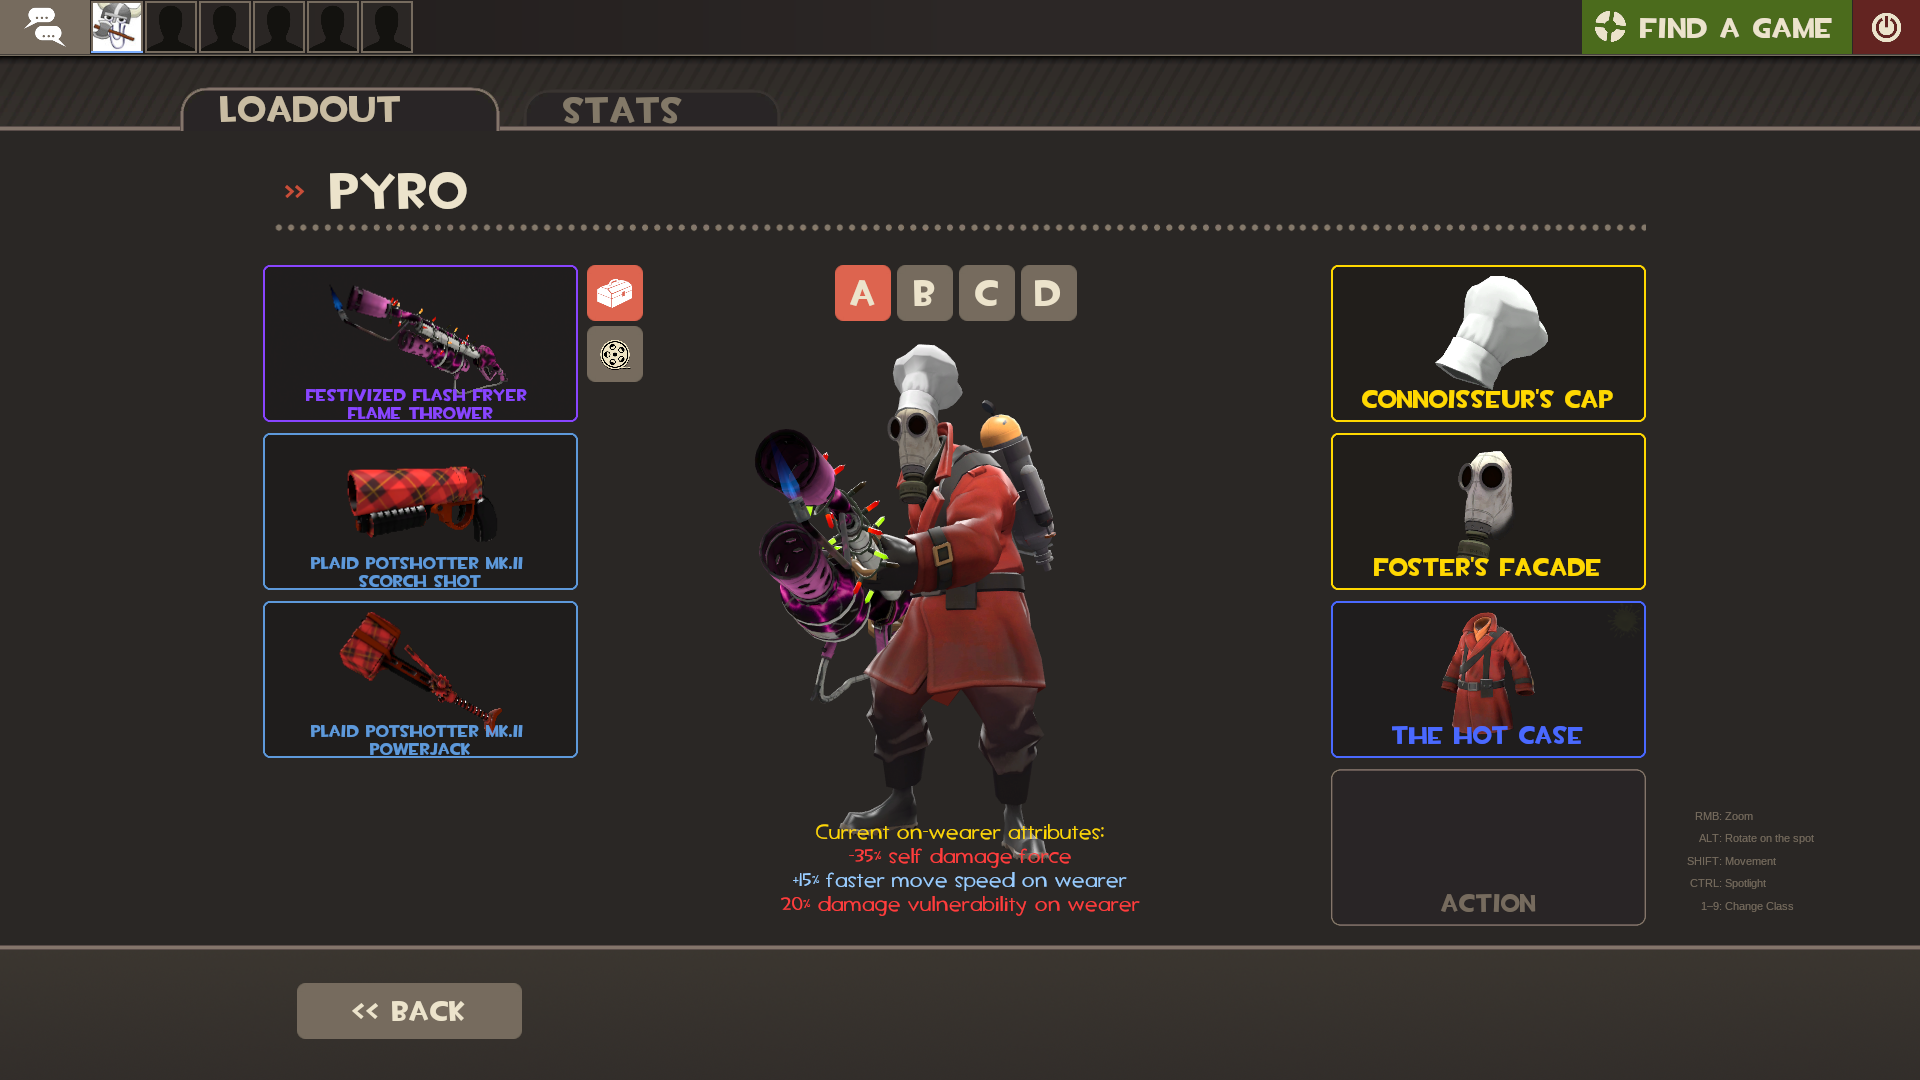 FIND A GAME
LOADOUT
STATS
>> PYRO
A B C D
FESTIVIZED FLASH FRYER
FLAME THROWER
PLAID POTSHOTTER MK.II
SCORCH SHOT
PLAID POTSHOTTER MK.II
POWERJACK
CONNOISSEUR'S CAP
FOSTER'S FACADE
THE HOT CASE
ACTION
Current on-wearer attributes:
-35% self damage force
+15% faster move speed on wearer
20% damage vulnerability on wearer
RMB: Zoom
ALT: Rotate on the spot
SHIFT: Movement
CTRL: Spotlight
1–9: Change Class
<< BACK